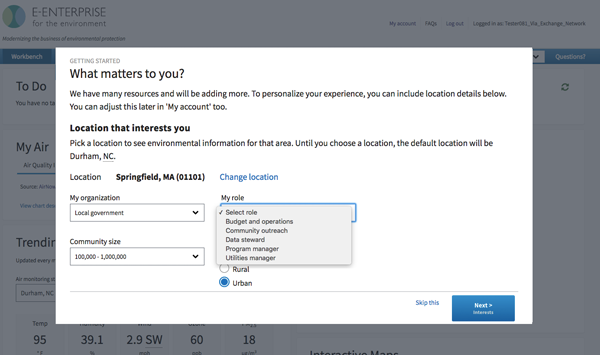 E-ENTERPRISE
for the environment
Modernizing the business of environmental protection
My account FAQs Log out Logged in as: Tester081_Via_Exchange_Network
Workbench Questions?
To Do
You have no ta
My Air
Air Quality
Source: AirNow
View chart
Trending
Updated every
Air monitoring
Durham, NC
GETTING STARTED
What matters to you?
We have many resources and will be adding more. To personalize your experience, you can include location details below.
You can adjust this later in 'My account' too.
Location that interests you
Pick a location to see environmental information for that area. Until you choose a location, the default location will be
Durham, NC.
Location Springfield, MA (01101) Change location
My organization
Local government
My role
Select role
Budget and operations
Community outreach
Data steward
Program manager
Utilities manager
Community size
100,000 - 1,000,000
Rural
Urban
Skip this
Next >
Interests
Temp
95 39.1 2.9 SW 60 18
°F % mph ppb µg/m³
Interactive Maps